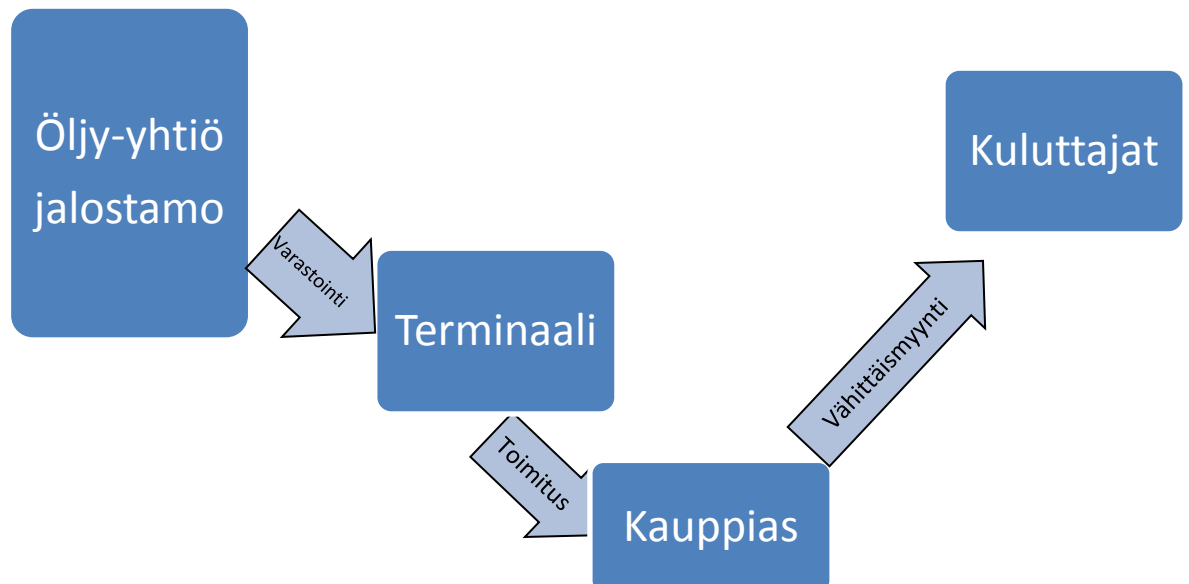 Öljy-yhtiö
jalostamo
Varastointi
Terminaali
Toimitus
Kauppias
Vähittäismyynti
Kuluttajat